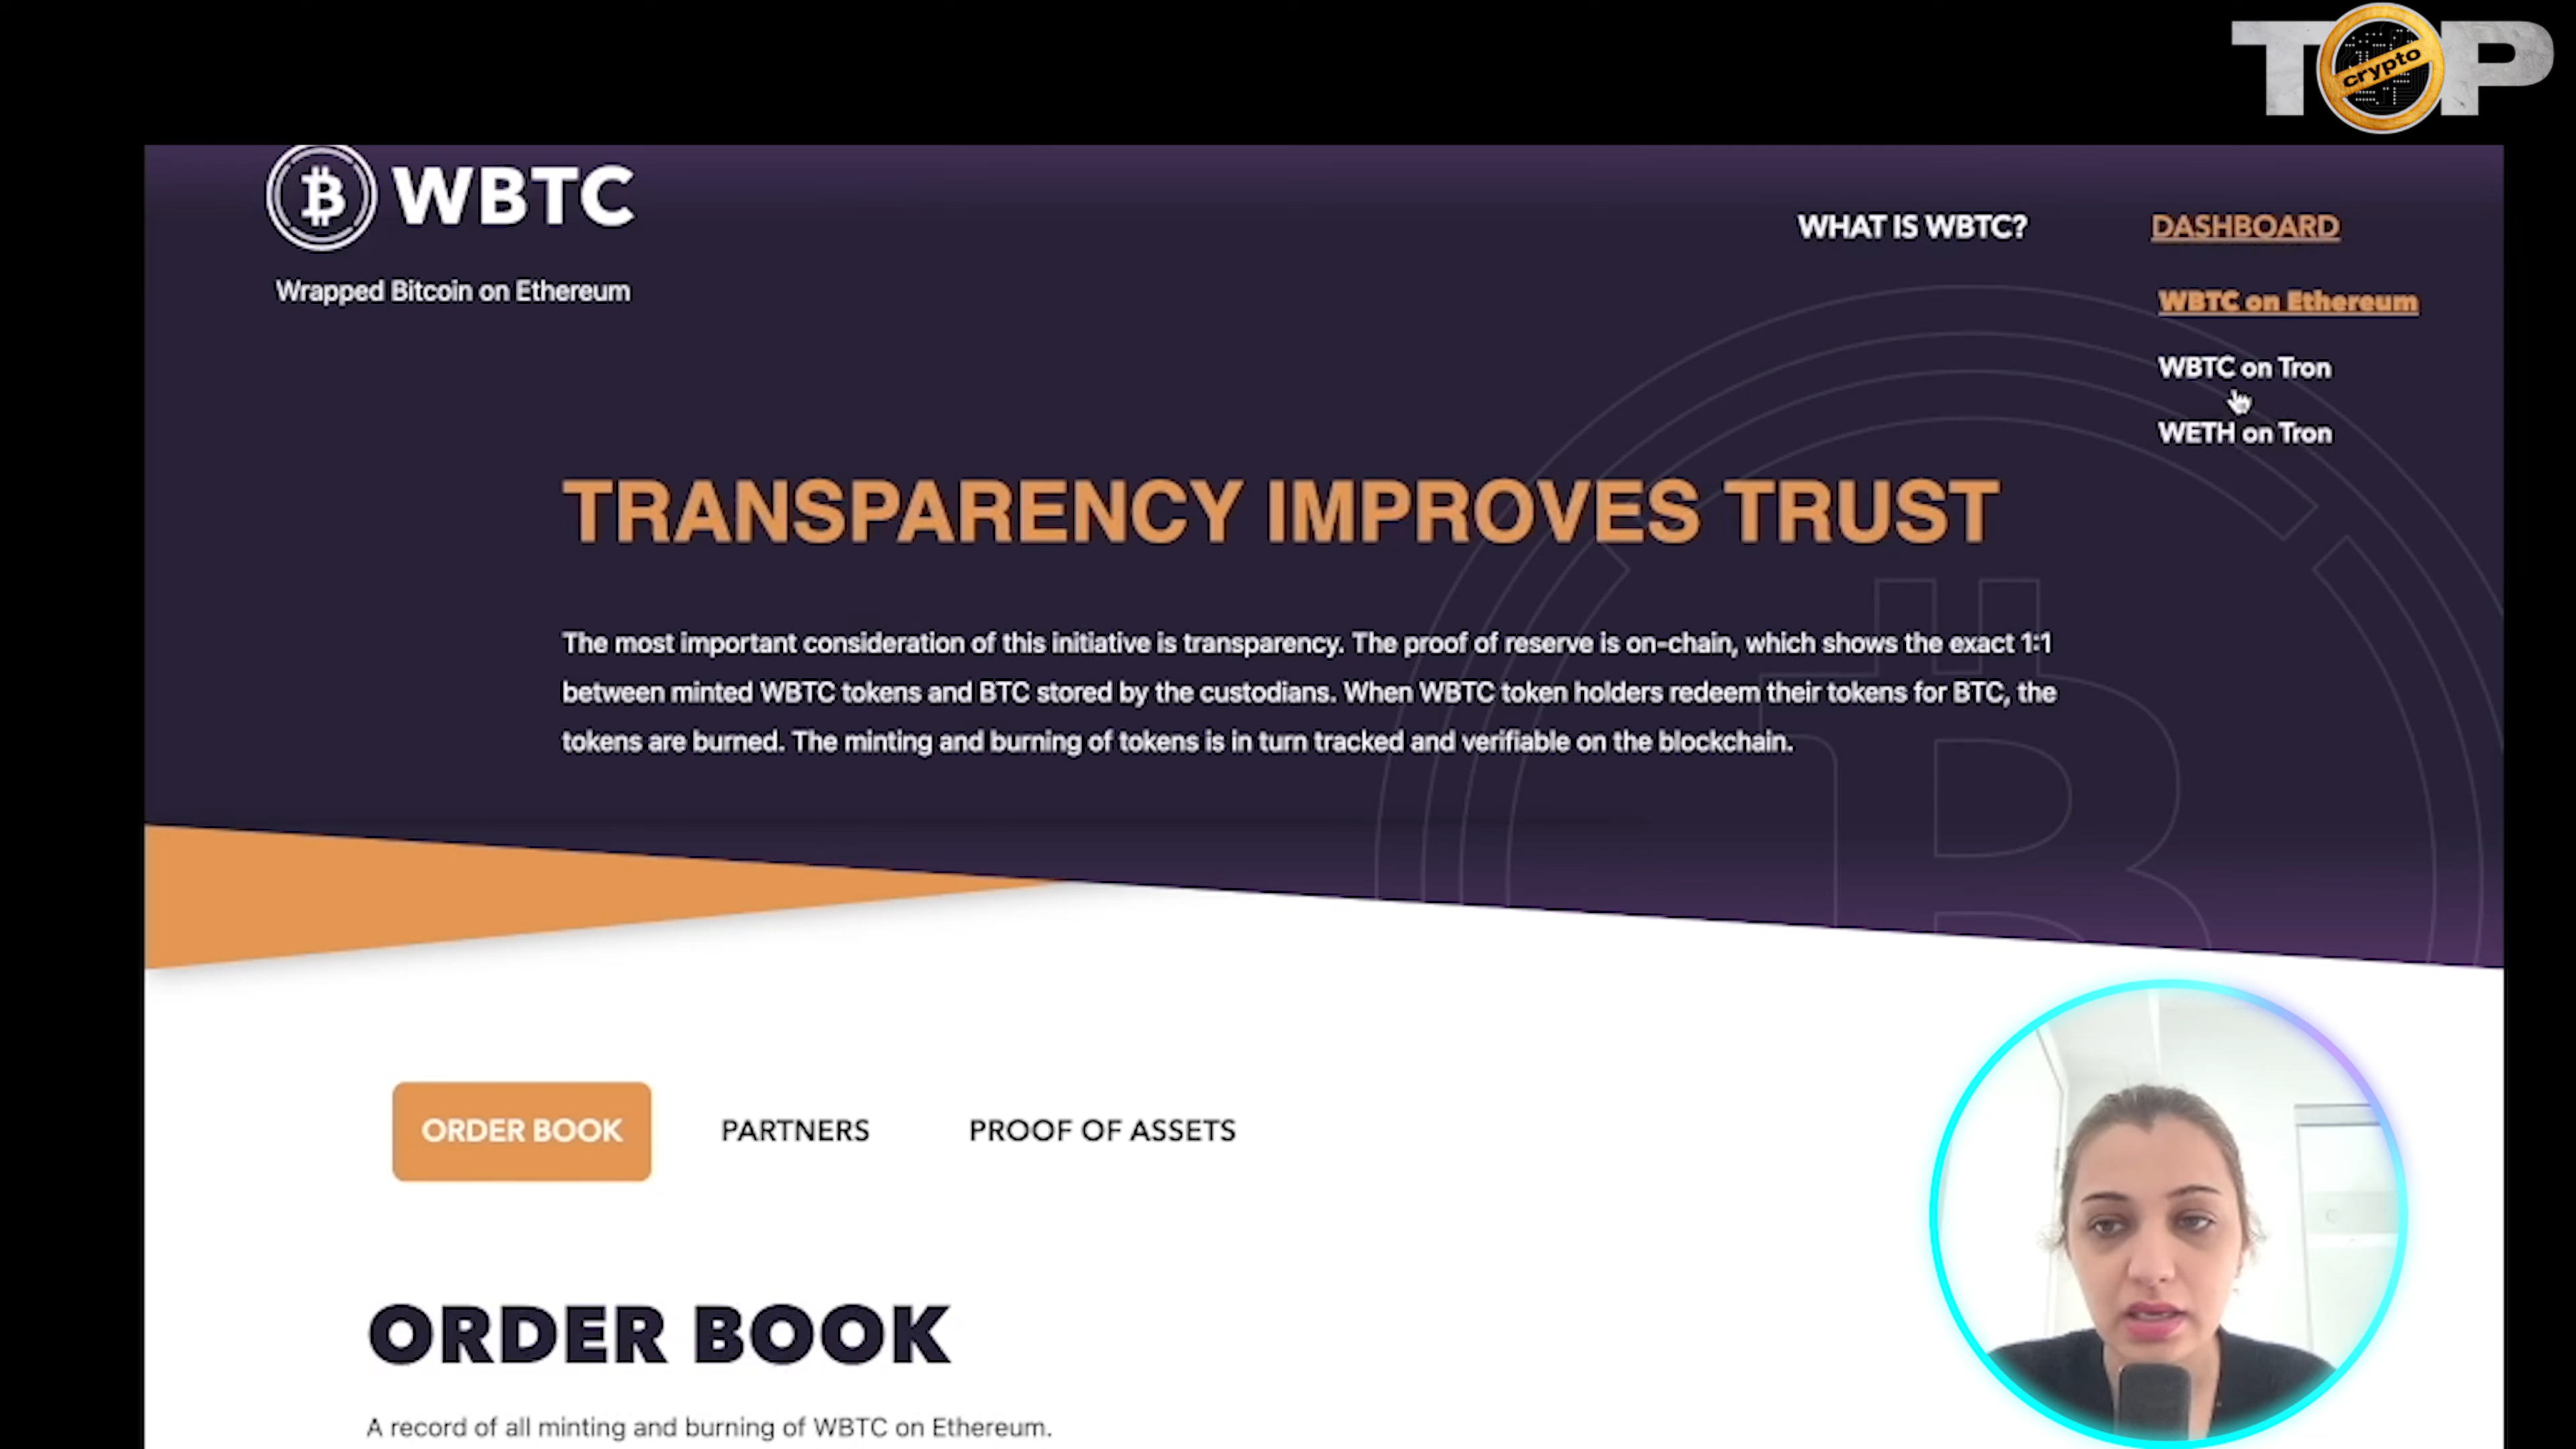 TOP
crypto
WBTC
Wrapped Bitcoin on Ethereum
WHAT IS WBTC?
DASHBOARD
WBTC on Ethereum
WBTC on Tron
WETH on Tron
TRANSPARENCY IMPROVES TRUST
The most important consideration of this initiative is transparency. The proof of reserve is on-chain, which shows the exact 1:1
between minted WBTC tokens and BTC stored by the custodians. When WBTC token holders redeem their tokens for BTC, the
tokens are burned. The minting and burning of tokens is in turn tracked and verifiable on the blockchain.
ORDER BOOK
PARTNERS
PROOF OF ASSETS
ORDER BOOK
A record of all minting and burning of WBTC on Ethereum.